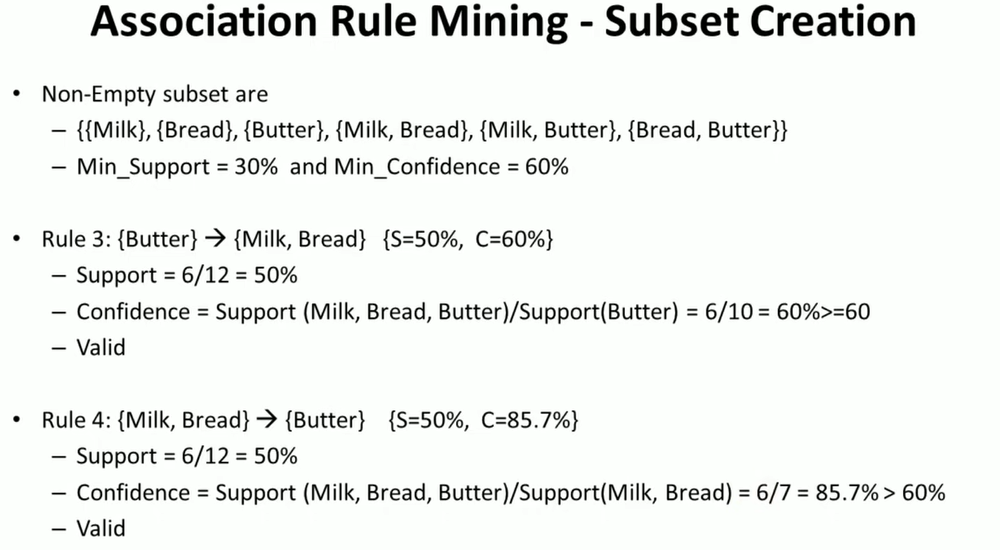 Association Rule Mining - Subset Creation
• Non-Empty subset are
– {{Milk}, {Bread}, {Butter}, {Milk, Bread}, {Milk, Butter}, {Bread, Butter}}
– Min_Support = 30% and Min_Confidence = 60%
• Rule 3: {Butter} → {Milk, Bread} {S=50%, C=60%}
– Support = 6/12 = 50%
– Confidence = Support (Milk, Bread, Butter)/Support(Butter) = 6/10 = 60%>=60
– Valid
• Rule 4: {Milk, Bread} → {Butter} {S=50%, C=85.7%}
– Support = 6/12 = 50%
– Confidence = Support (Milk, Bread, Butter)/Support(Milk, Bread) = 6/7 = 85.7% > 60%
– Valid